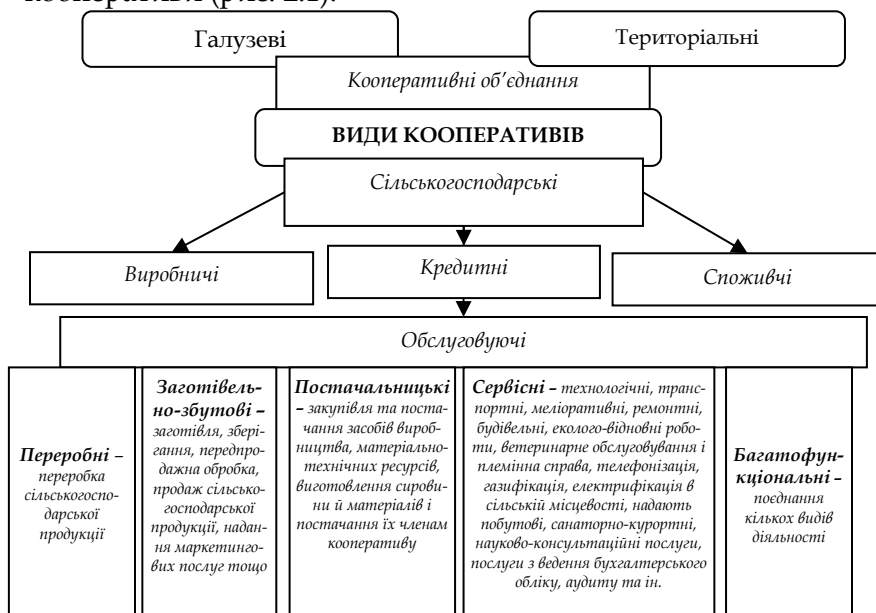 кооперативи (рис. 2.1).
Галузеві
Територіальні
Кооперативні об’єднання
ВИДИ КООПЕРАТИВІВ
Сільськогосподарські
Виробничі
Кредитні
Споживчі
Обслуговуючі
Переробні –
переробка
сільськогоспо-
дарської
продукції
Заготівель-
но-збутові –
заготівля, збері-
гання, передпро-
дажна обробка,
продаж сільсько-
господарської
продукції, надан-
ня маркетинго-
вих послуг тощо
Постачальницькі
– закупівля та поста-
чання засобів вироб-
ництва, матеріально-
технічних ресурсів,
виготовлення сирови-
ни й матеріалів і
постачання їх членам
кооперативу
Сервісні – технологічні, транс-
портні, меліоративні, ремонтні,
будівельні, еколого-відновні робо-
ти, ветеринарне обслуговування і
племінна справа, телефонізація,
газифікація, електрифікація в
сільській місцевості, надають
побутові, санаторно-курортні,
науково-консультаційні послуги,
послуги з ведення бухгалтерського
обліку, аудиту та ін.
Багатофун-
кціональні –
поєднання
кількох видів
діяльності